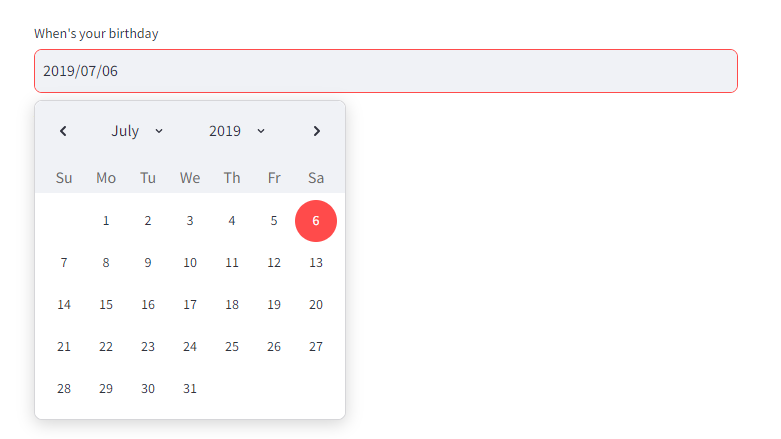 When's your birthday
2019/07/06
July 2019
Su Mo Tu We Th Fr Sa
1 2 3 4 5 6
7 8 9 10 11 12 13
14 15 16 17 18 19 20
21 22 23 24 25 26 27
28 29 30 31